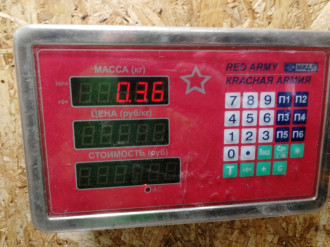 МАССА (кг)
0.36
ЦЕНА (руб/кг)
СТОИМОСТЬ (руб)
RED ARMY
КРАСНАЯ АРМИЯ
7 8 9 П1 П2
4 5 6 П3 П4
1 2 3 П5 П6
0
T